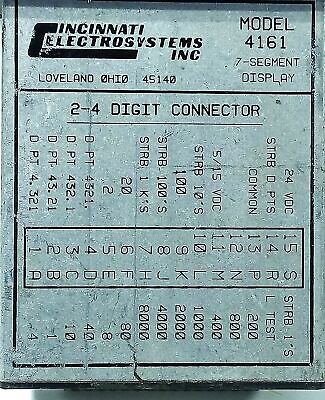 CINCINNATI
ELECTROSYSTEMS
INC
LOVELAND OHIO 45140
MODEL
4161
7-SEGMENT
DISPLAY
2-4 DIGIT CONNECTOR
24 VDC 15 S STRB 1'S
STRB D PTS 14 R L TEST
COMMON 13 P 200
12 N 800
5/15 VDC 11 M 400
STRB 10'S 10 L 1000
100 9 K 2000
STRB 100'S 8 J 4000
STRB 1 K'S 7 H 8000
20 6 F 80
2 5 E 8
D PT 4321. 4 D 40
D PT 432.1 3 C 10
D PT 43.21 2 B 1
D PT 4.321 1 A 4